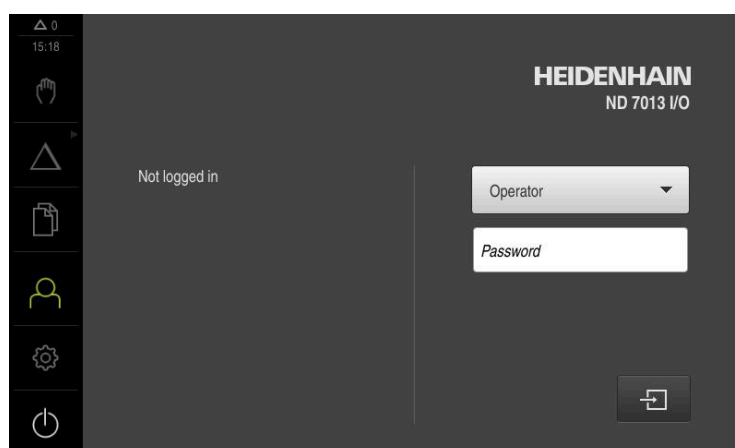 0
15:18
HEIDENHAIN
ND 7013 I/O
Not logged in
Operator
Password